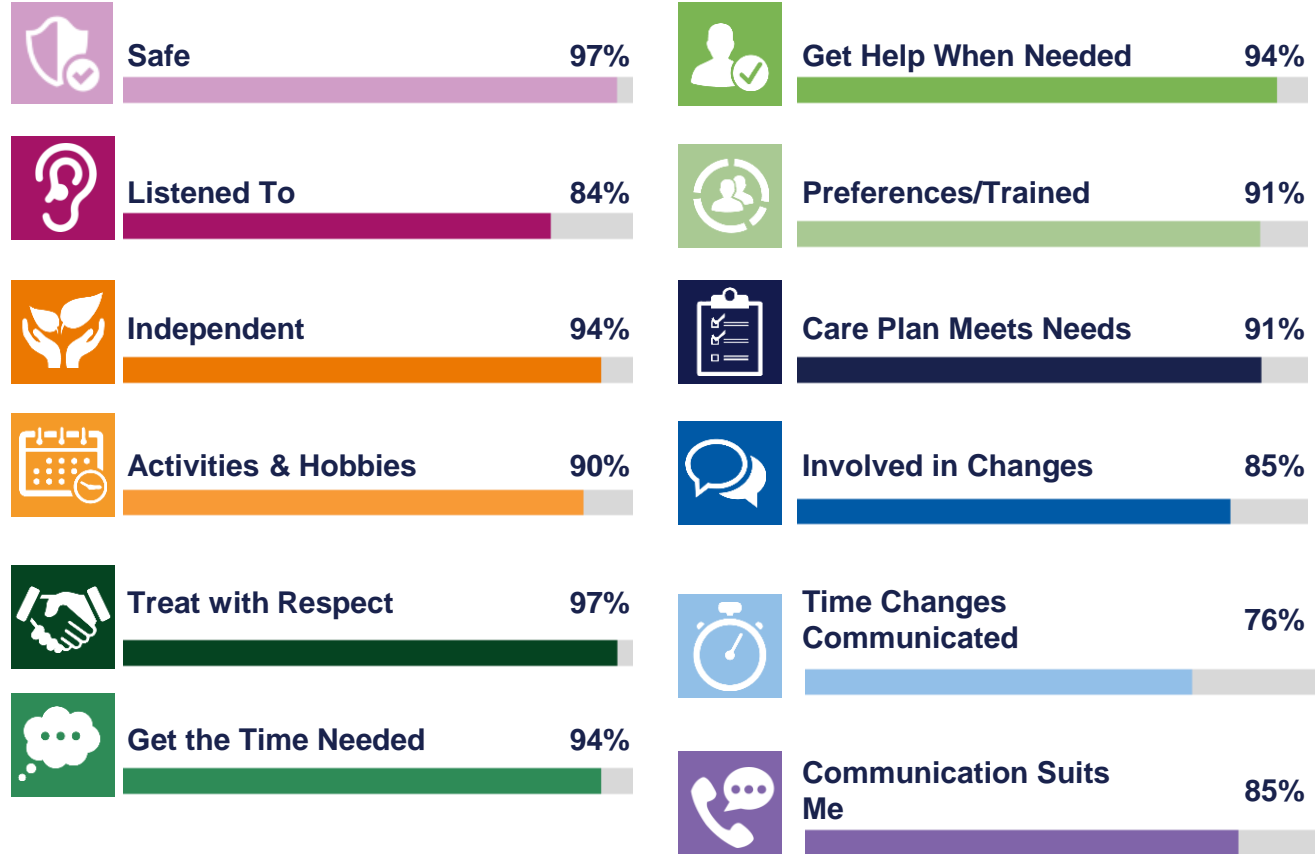 Safe 97%
Listened To 84%
Independent 94%
Activities & Hobbies 90%
Treat with Respect 97%
Get the Time Needed 94%
Get Help When Needed 94%
Preferences/Trained 91%
Care Plan Meets Needs 91%
Involved in Changes 85%
Time Changes
Communicated 76%
Communication Suits
Me 85%